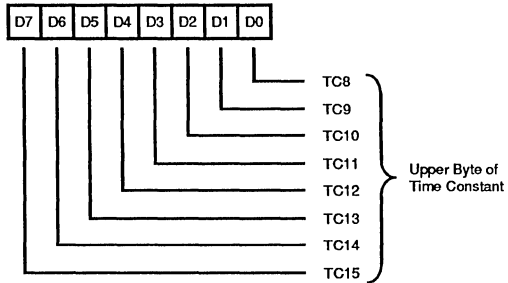 D7 D6 D5 D4 D3 D2 D1 D0
TC8
TC9
TC10
TC11
TC12
TC13
TC14
TC15
Upper Byte of
Time Constant